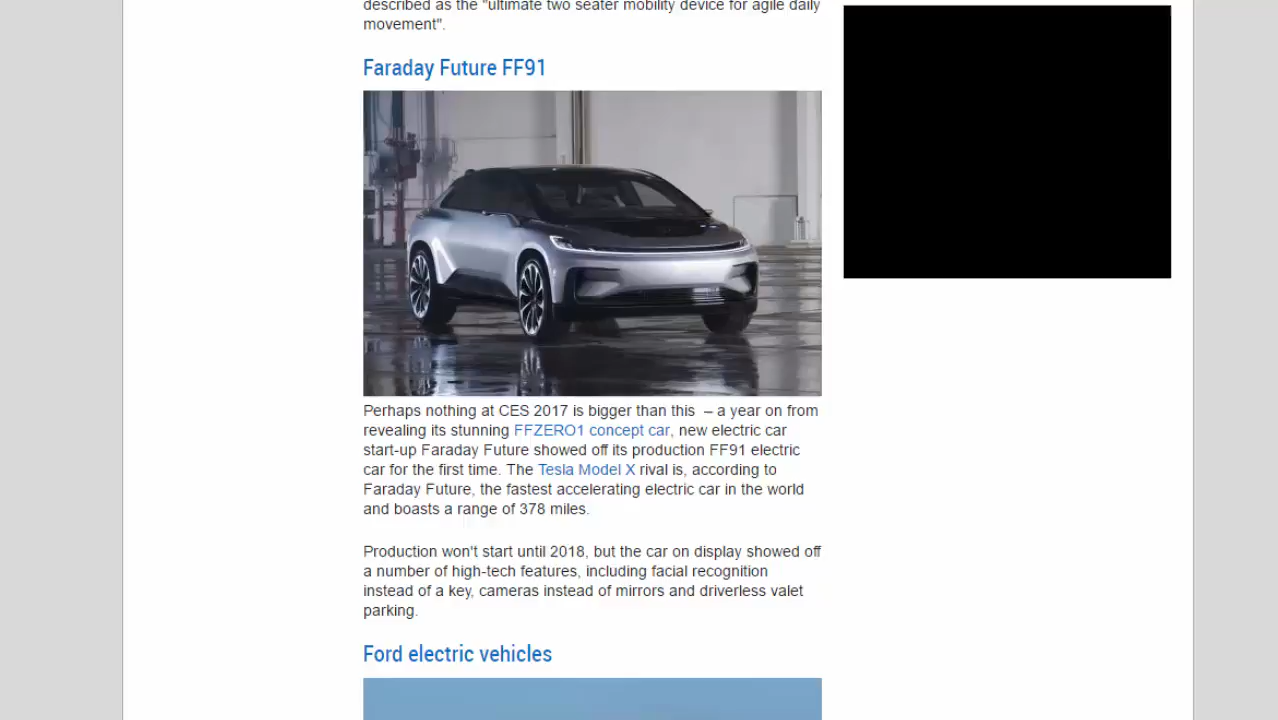 described as the "ultimate two seater mobility device for agile daily
movement".
Faraday Future FF91
Perhaps nothing at CES 2017 is bigger than this  – a year on from
revealing its stunning FFZERO1 concept car, new electric car
start-up Faraday Future showed off its production FF91 electric
car for the first time. The Tesla Model X rival is, according to
Faraday Future, the fastest accelerating electric car in the world
and boasts a range of 378 miles.
Production won't start until 2018, but the car on display showed off
a number of high-tech features, including facial recognition
instead of a key, cameras instead of mirrors and driverless valet
parking.
Ford electric vehicles